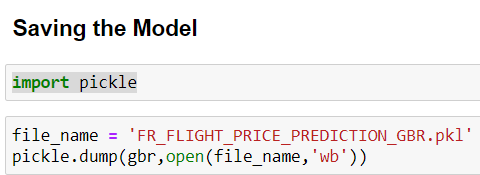 Saving the Model
import pickle
file_name = 'FR_FLIGHT_PRICE_PREDICTION_GBR.pkl'
pickle.dump(gbr,open(file_name,'wb'))